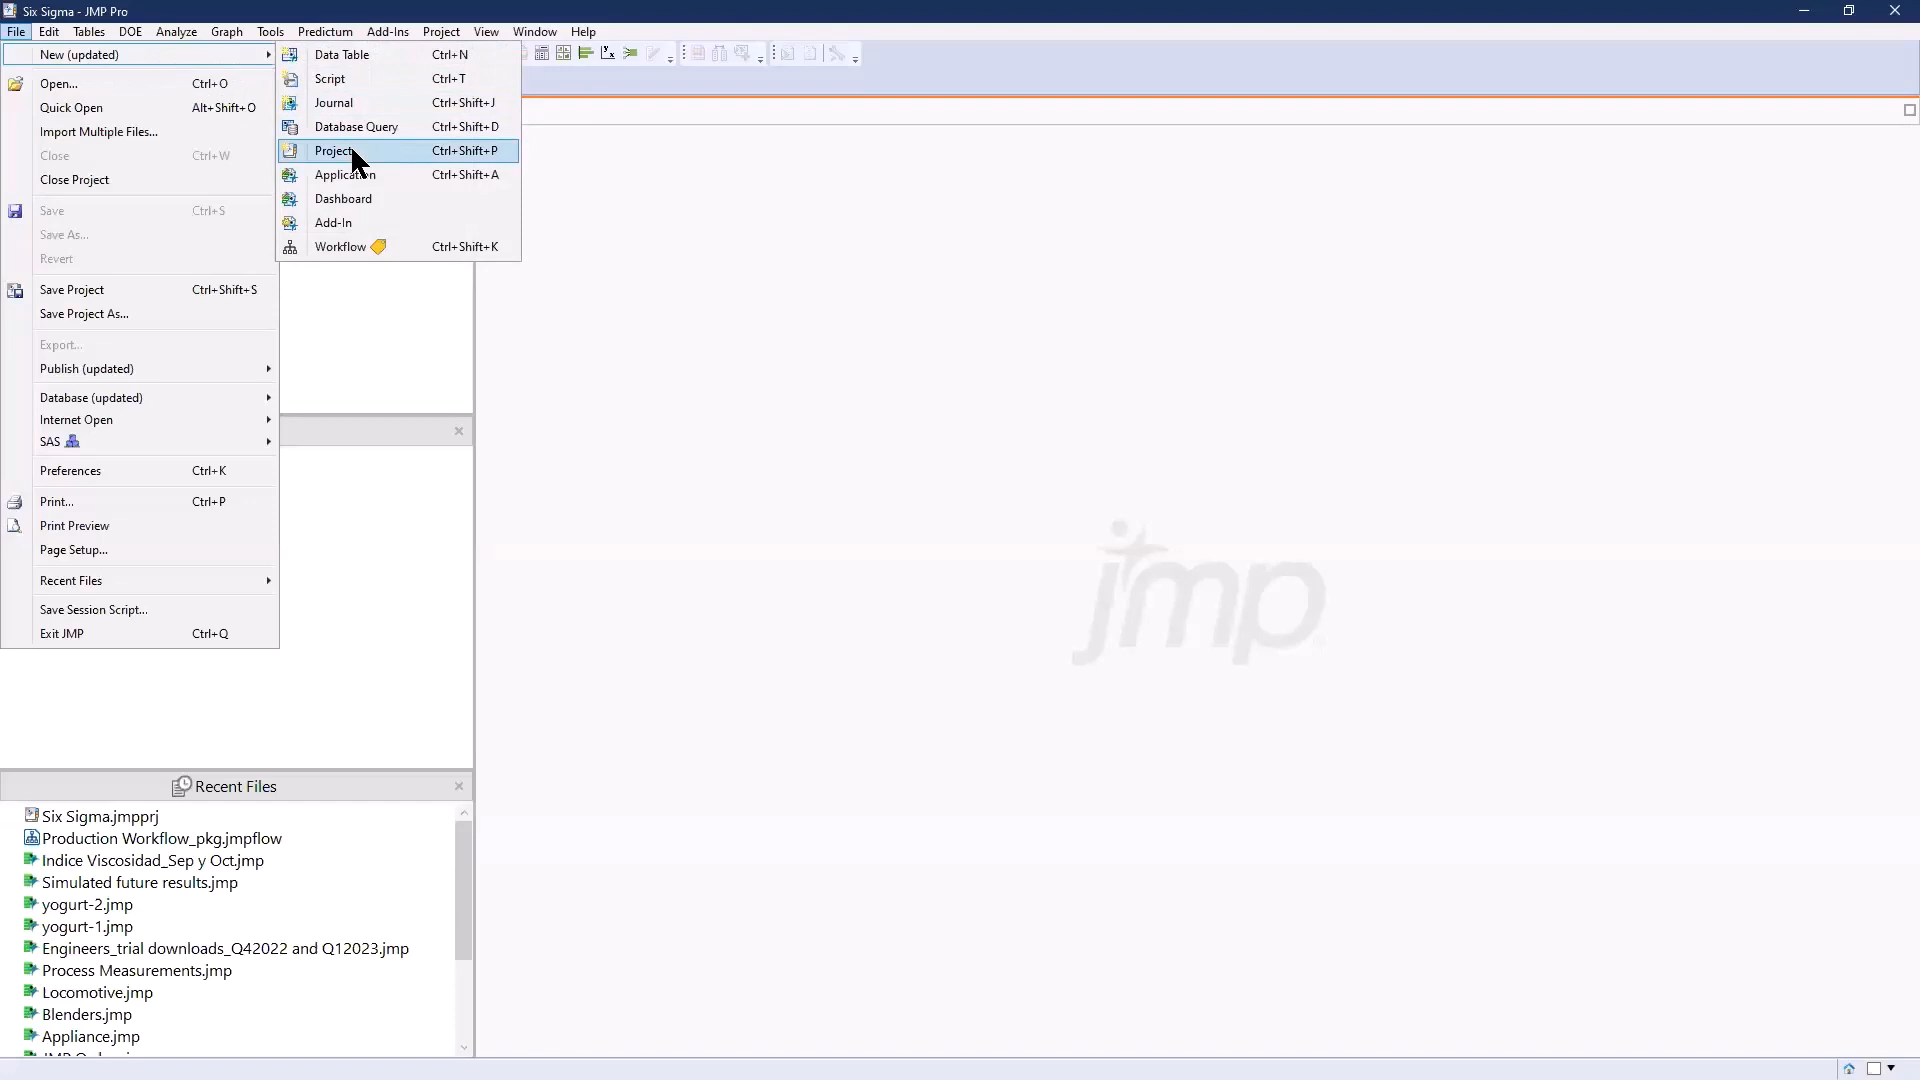 Six Sigma - JMP Pro
File Edit Tables DOE Analyze Graph Tools Predictum Add-Ins Project View Window Help
New (updated)
Open... Ctrl+O
Quick Open Alt+Shift+O
Import Multiple Files...
Close Ctrl+W
Close Project
Save Ctrl+S
Save As...
Revert
Save Project Ctrl+Shift+S
Save Project As...
Export...
Publish (updated)
Database (updated)
Internet Open
SAS
Preferences Ctrl+K
Print... Ctrl+P
Print Preview
Page Setup...
Recent Files
Save Session Script...
Exit JMP Ctrl+Q
Data Table Ctrl+N
Script Ctrl+T
Journal Ctrl+Shift+J
Database Query Ctrl+Shift+D
Project Ctrl+Shift+P
Application Ctrl+Shift+A
Dashboard
Add-In
Workflow Ctrl+Shift+K
jmp
Recent Files
Six Sigma.jmpprj
Production Workflow_pkg.jmpflow
Indice Viscosidad_Sep y Oct.jmp
Simulated future results.jmp
yogurt-2.jmp
yogurt-1.jmp
Engineers_trial downloads_Q42022 and Q12023.jmp
Process Measurements.jmp
Locomotive.jmp
Blenders.jmp
Appliance.jmp